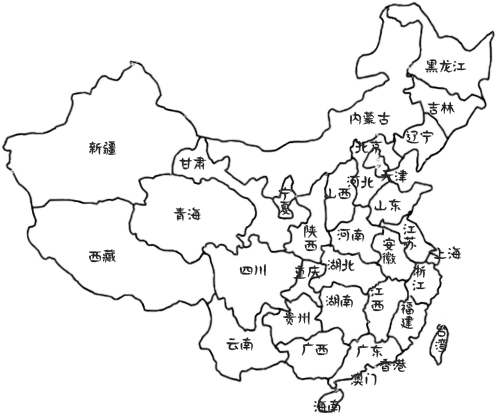 黑龙江
吉林
内蒙古
辽宁
北京
新疆
甘肃
天津
河北
宁夏
山西
山东
青海
陕西
河南
江苏
安徽
西藏
上海
四川
重庆
湖北
浙江
湖南
江西
福建
贵州
云南
广西
广东
台湾
香港
澳门
海南